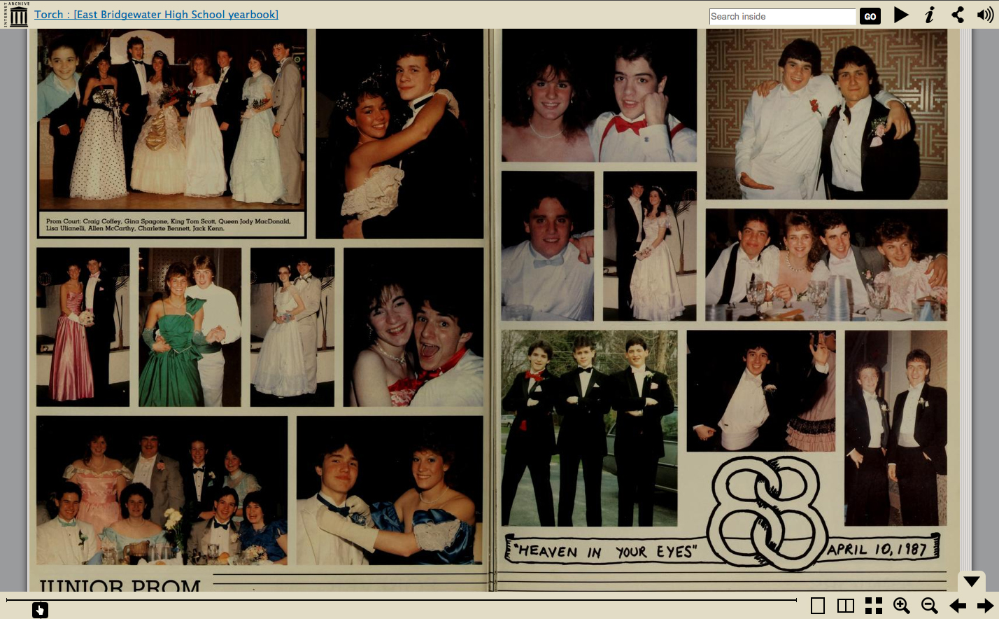 INTERNET ARCHIVE
Torch : [East Bridgewater High School yearbook]
Search inside
GO
Prom Court: Craig Coffey, Gina Spagone, King Tom Scott, Queen Jody MacDonald,
Lisa Ulianelli, Allen McCarthy, Charlette Bennett, Jack Kenn.
JUNIOR PROM
88
"HEAVEN IN YOUR EYES"
APRIL 10, 1987